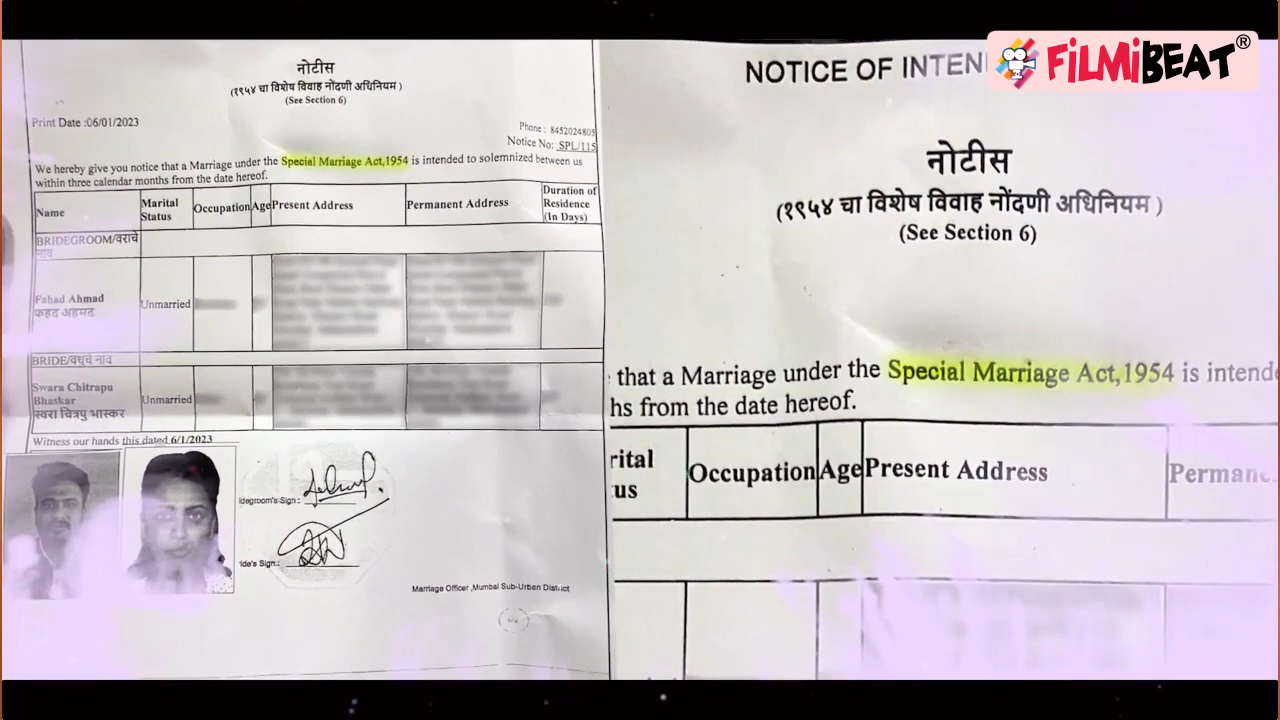 FiLMiBEAT®
नोटीस
(१९५४ चा विशेष विवाह नोंदणी अधिनियम )
(See Section 6)
Print Date :06/01/2023
Phone : 8452024805
Notice No: SPL/115
We hereby give you notice that a Marriage under the Special Marriage Act,1954 is intended to solemnized between us
within three calendar months from the date hereof.
Name
Marital Status
Occupation
Age
Present Address
Permanent Address
Duration of Residence (In Days)
BRIDEGROOM/वराचे
नाव
Fahad Ahmad
फहद अहमद
Unmarried
BRIDE/वधुचे नाव
Swara Chitrapu
Bhaskar
स्वरा चित्रपु भास्कर
Unmarried
Witness our hands this dated 6/1/2023
idegroom's Sign.:
ide's Sign.:
Marriage Officer ,Mumbai Sub-Urban District
NOTICE OF INTEN
नोटीस
(१९५४ चा विशेष विवाह नोंदणी अधिनियम )
(See Section 6)
that a Marriage under the Special Marriage Act,1954 is intende
hs from the date hereof.
rital
us
Occupation
Age
Present Address
Permane